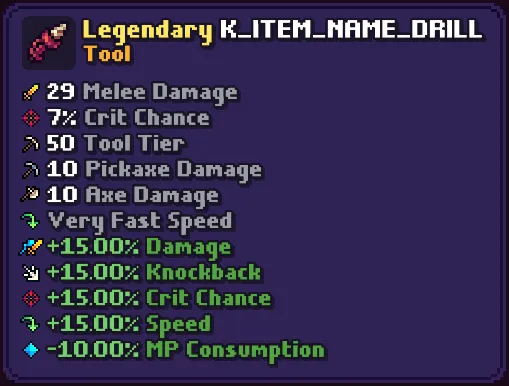 Legendary K_ITEM_NAME_DRILL
Tool
29 Melee Damage
7% Crit Chance
50 Tool Tier
10 Pickaxe Damage
10 Axe Damage
Very Fast Speed
+15.00% Damage
+15.00% Knockback
+15.00% Crit Chance
+15.00% Speed
-10.00% MP Consumption